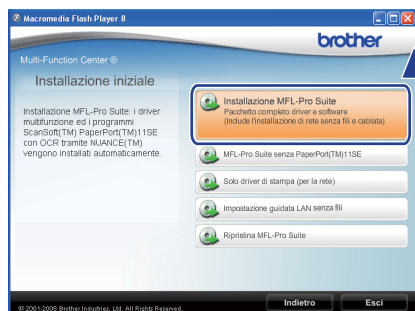 Macromedia Flash Player 8
brother
Multi-Function Center ®
Installazione iniziale
Installazione MFL-Pro Suite: i driver
multifunzione ed i programmi
ScanSoft(TM) PaperPort(TM)11SE
con OCR tramite NUANCE(TM)
vengono installati automaticamente.
Installazione MFL-Pro Suite
Pacchetto completo driver e software
(Include l'installazione di rete senza fili e cablata)
MFL-Pro Suite senza PaperPort(TM)11SE
Solo driver di stampa (per la rete)
Impostazione guidata LAN senza fili
Ripristina MFL-Pro Suite
© 2001-2008 Brother Industries, Ltd. All Rights Reserved.
Indietro
Esci